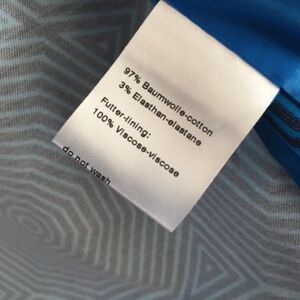 97% Baumwolle-cotton
3% Elasthan-elastane
Futter-lining:
100% Viscose-viscose
do not wash